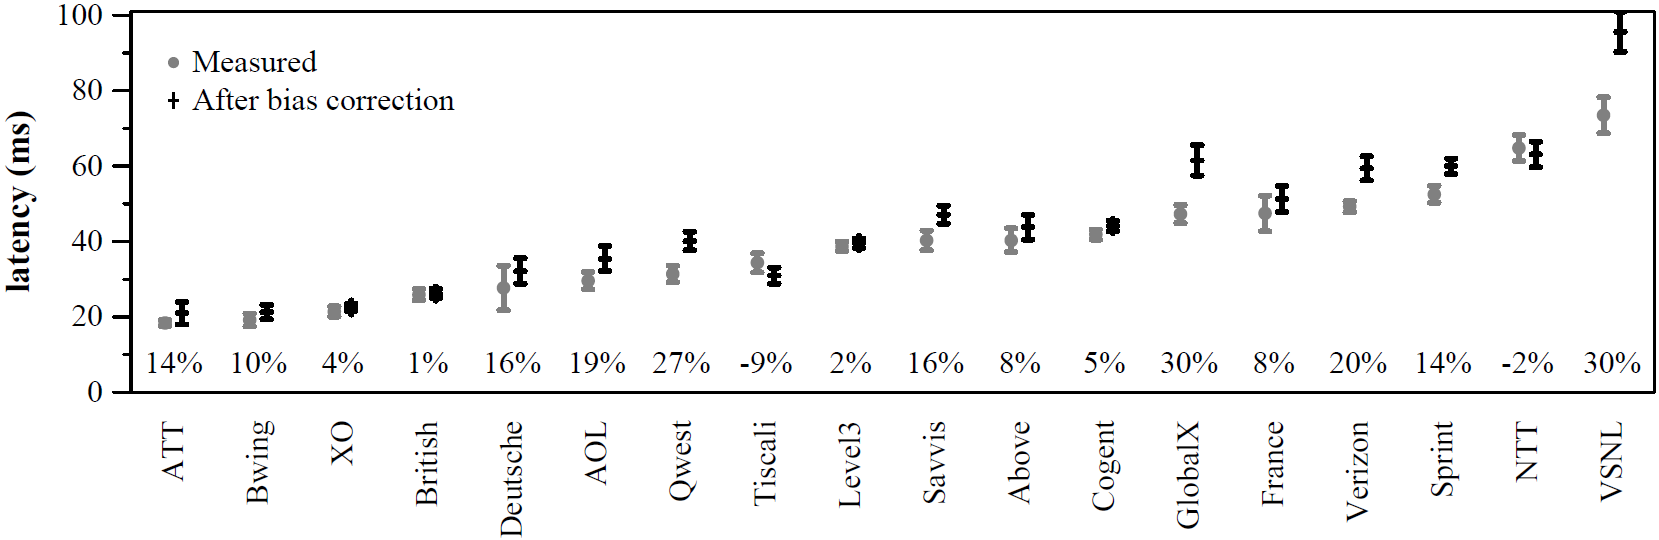 100
80
60
40
20
0
latency (ms)
Measured
After bias correction
14% 10% 4% 1% 16% 19% 27% -9% 2% 16% 8% 5% 30% 8% 20% 14% -2% 30%
ATT
Bwing
XO
British
Deutsche
AOL
Qwest
Tiscali
Level3
Savvis
Above
Cogent
GlobalX
France
Verizon
Sprint
NTT
VSNL